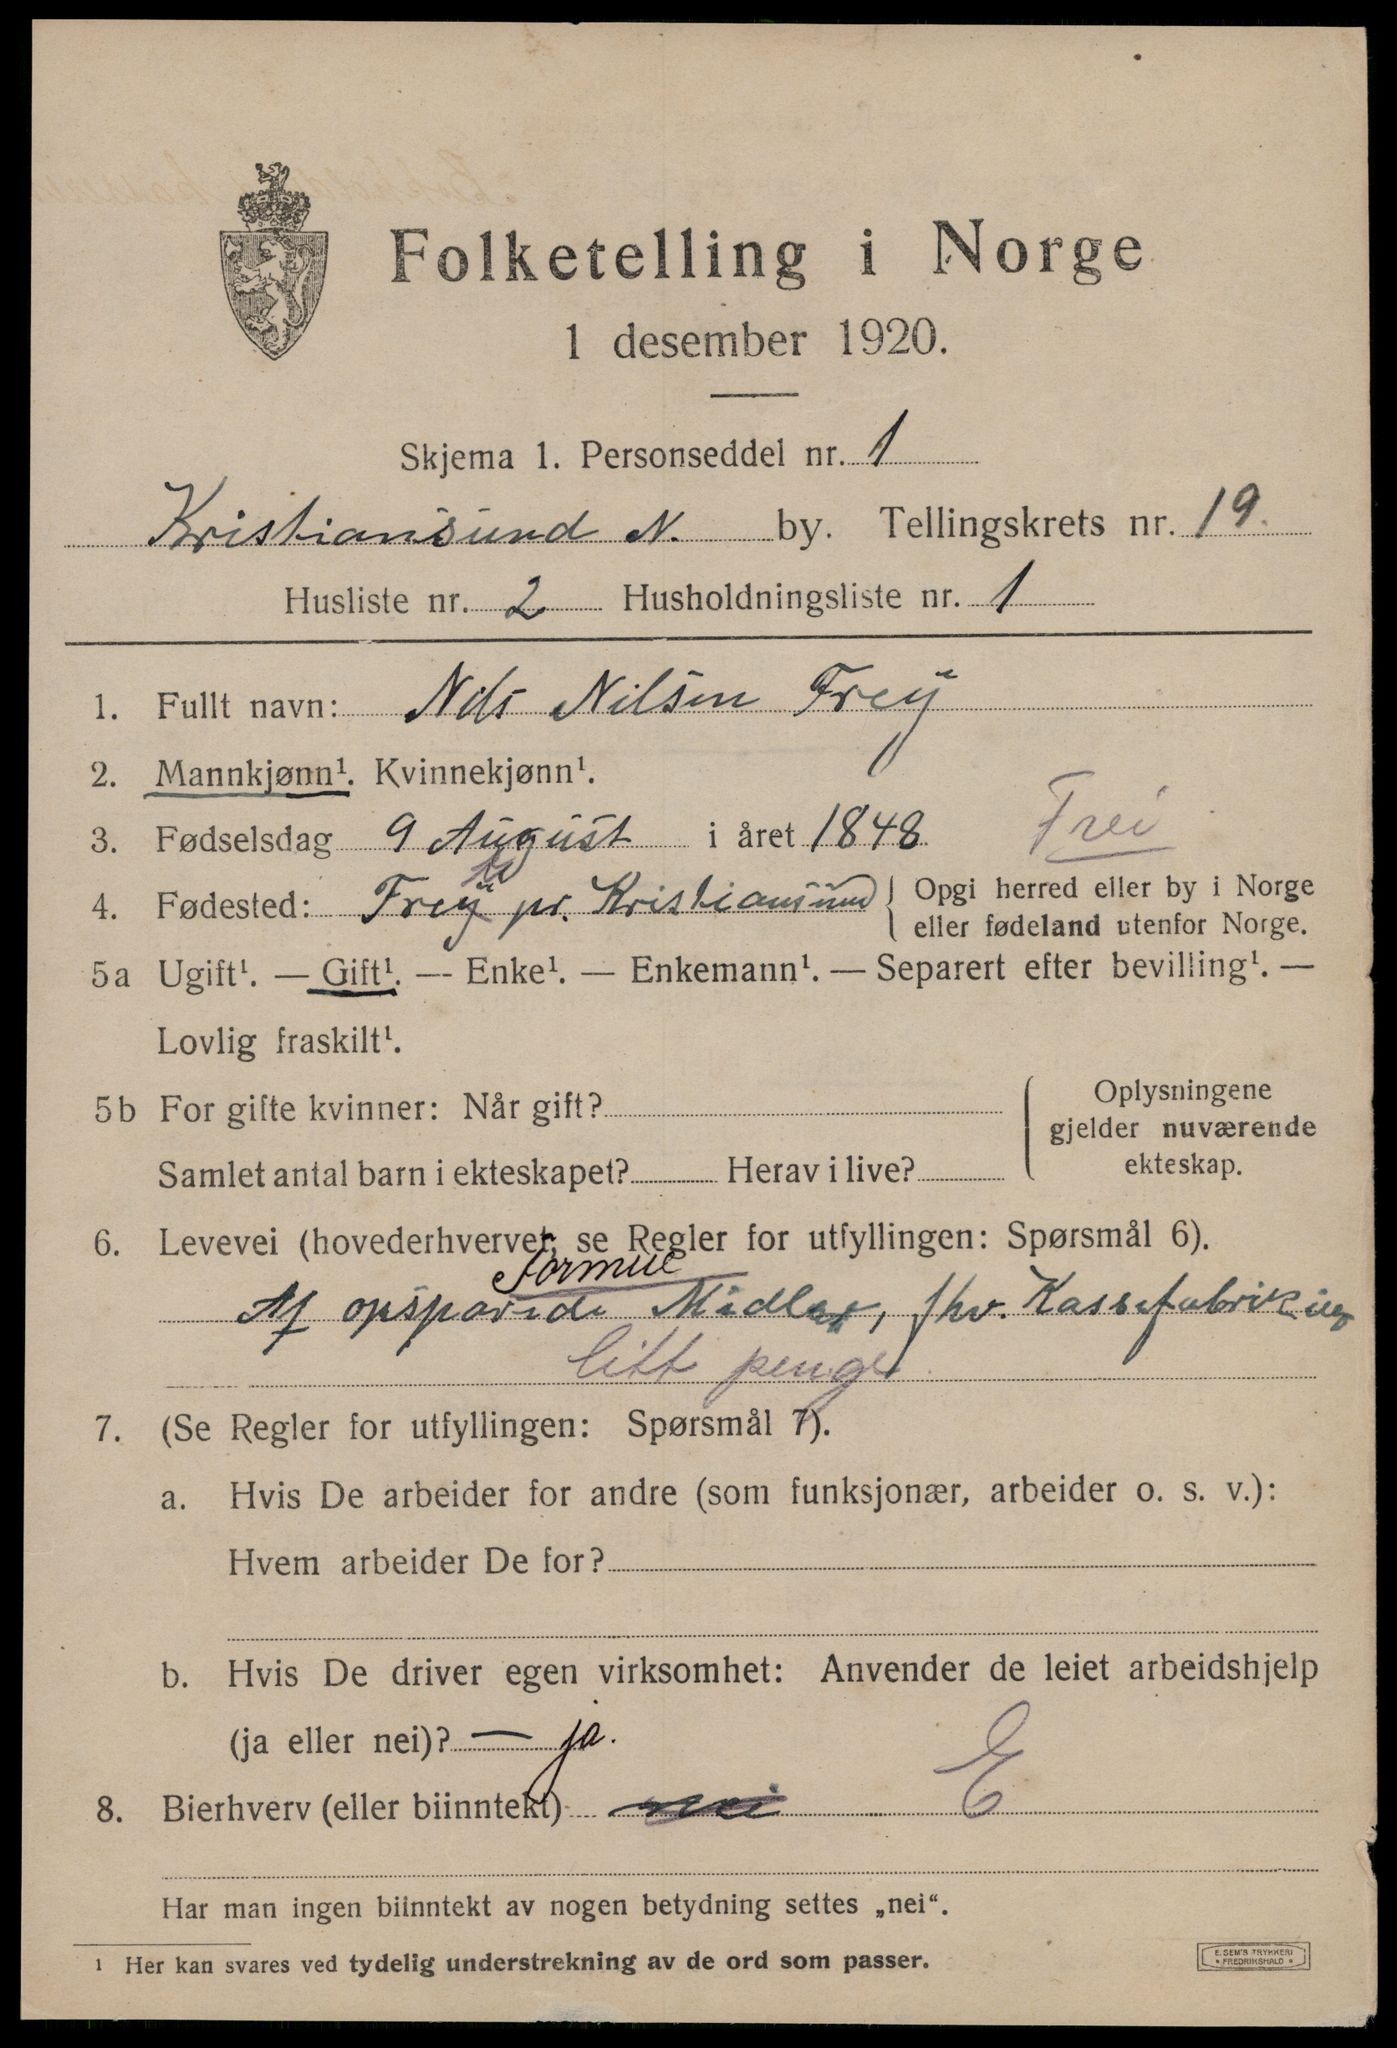 Folketelling i Norge
1 desember 1920.
Skjema 1. Personseddel nr. 1
Kristiansund N. by. Tellingskrets nr. 19.
Husliste nr. 2 Husholdningsliste nr. 1
1. Fullt navn: Nils Nilsen Frey
2. Mannkjønn¹. Kvinnekjønn¹.
3. Fødselsdag 9 August i året 1848. Frei
4. Fødested: Frey pr. Kristiansund { Opgi herred eller by i Norge
eller fødeland utenfor Norge.
5a Ugift¹. — Gift¹. — Enke¹. — Enkemann¹. — Separert efter bevilling¹. —
Lovlig fraskilt¹.
5b For gifte kvinner: Når gift? { Oplysningene
gjelder nuværende
Samlet antal barn i ekteskapet? Herav i live? ekteskap.
6. Levevei (hovederhvervet, se Regler for utfyllingen: Spørsmål 6).
Formue
Af opsparede Midler, fhv. Kassefabrikeier
litt penger
7. (Se Regler for utfyllingen: Spørsmål 7).
a. Hvis De arbeider for andre (som funksjonær, arbeider o. s. v.):
Hvem arbeider De for?
b. Hvis De driver egen virksomhet: Anvender de leiet arbeidshjelp
(ja eller nei)? — ja.
8. Bierhverv (eller biinntekt) nei E
Har man ingen biinntekt av nogen betydning settes „nei“.
¹ Her kan svares ved tydelig understrekning av de ord som passer.
E. SEM'S TRYKKERI
• FREDRIKSHALD •